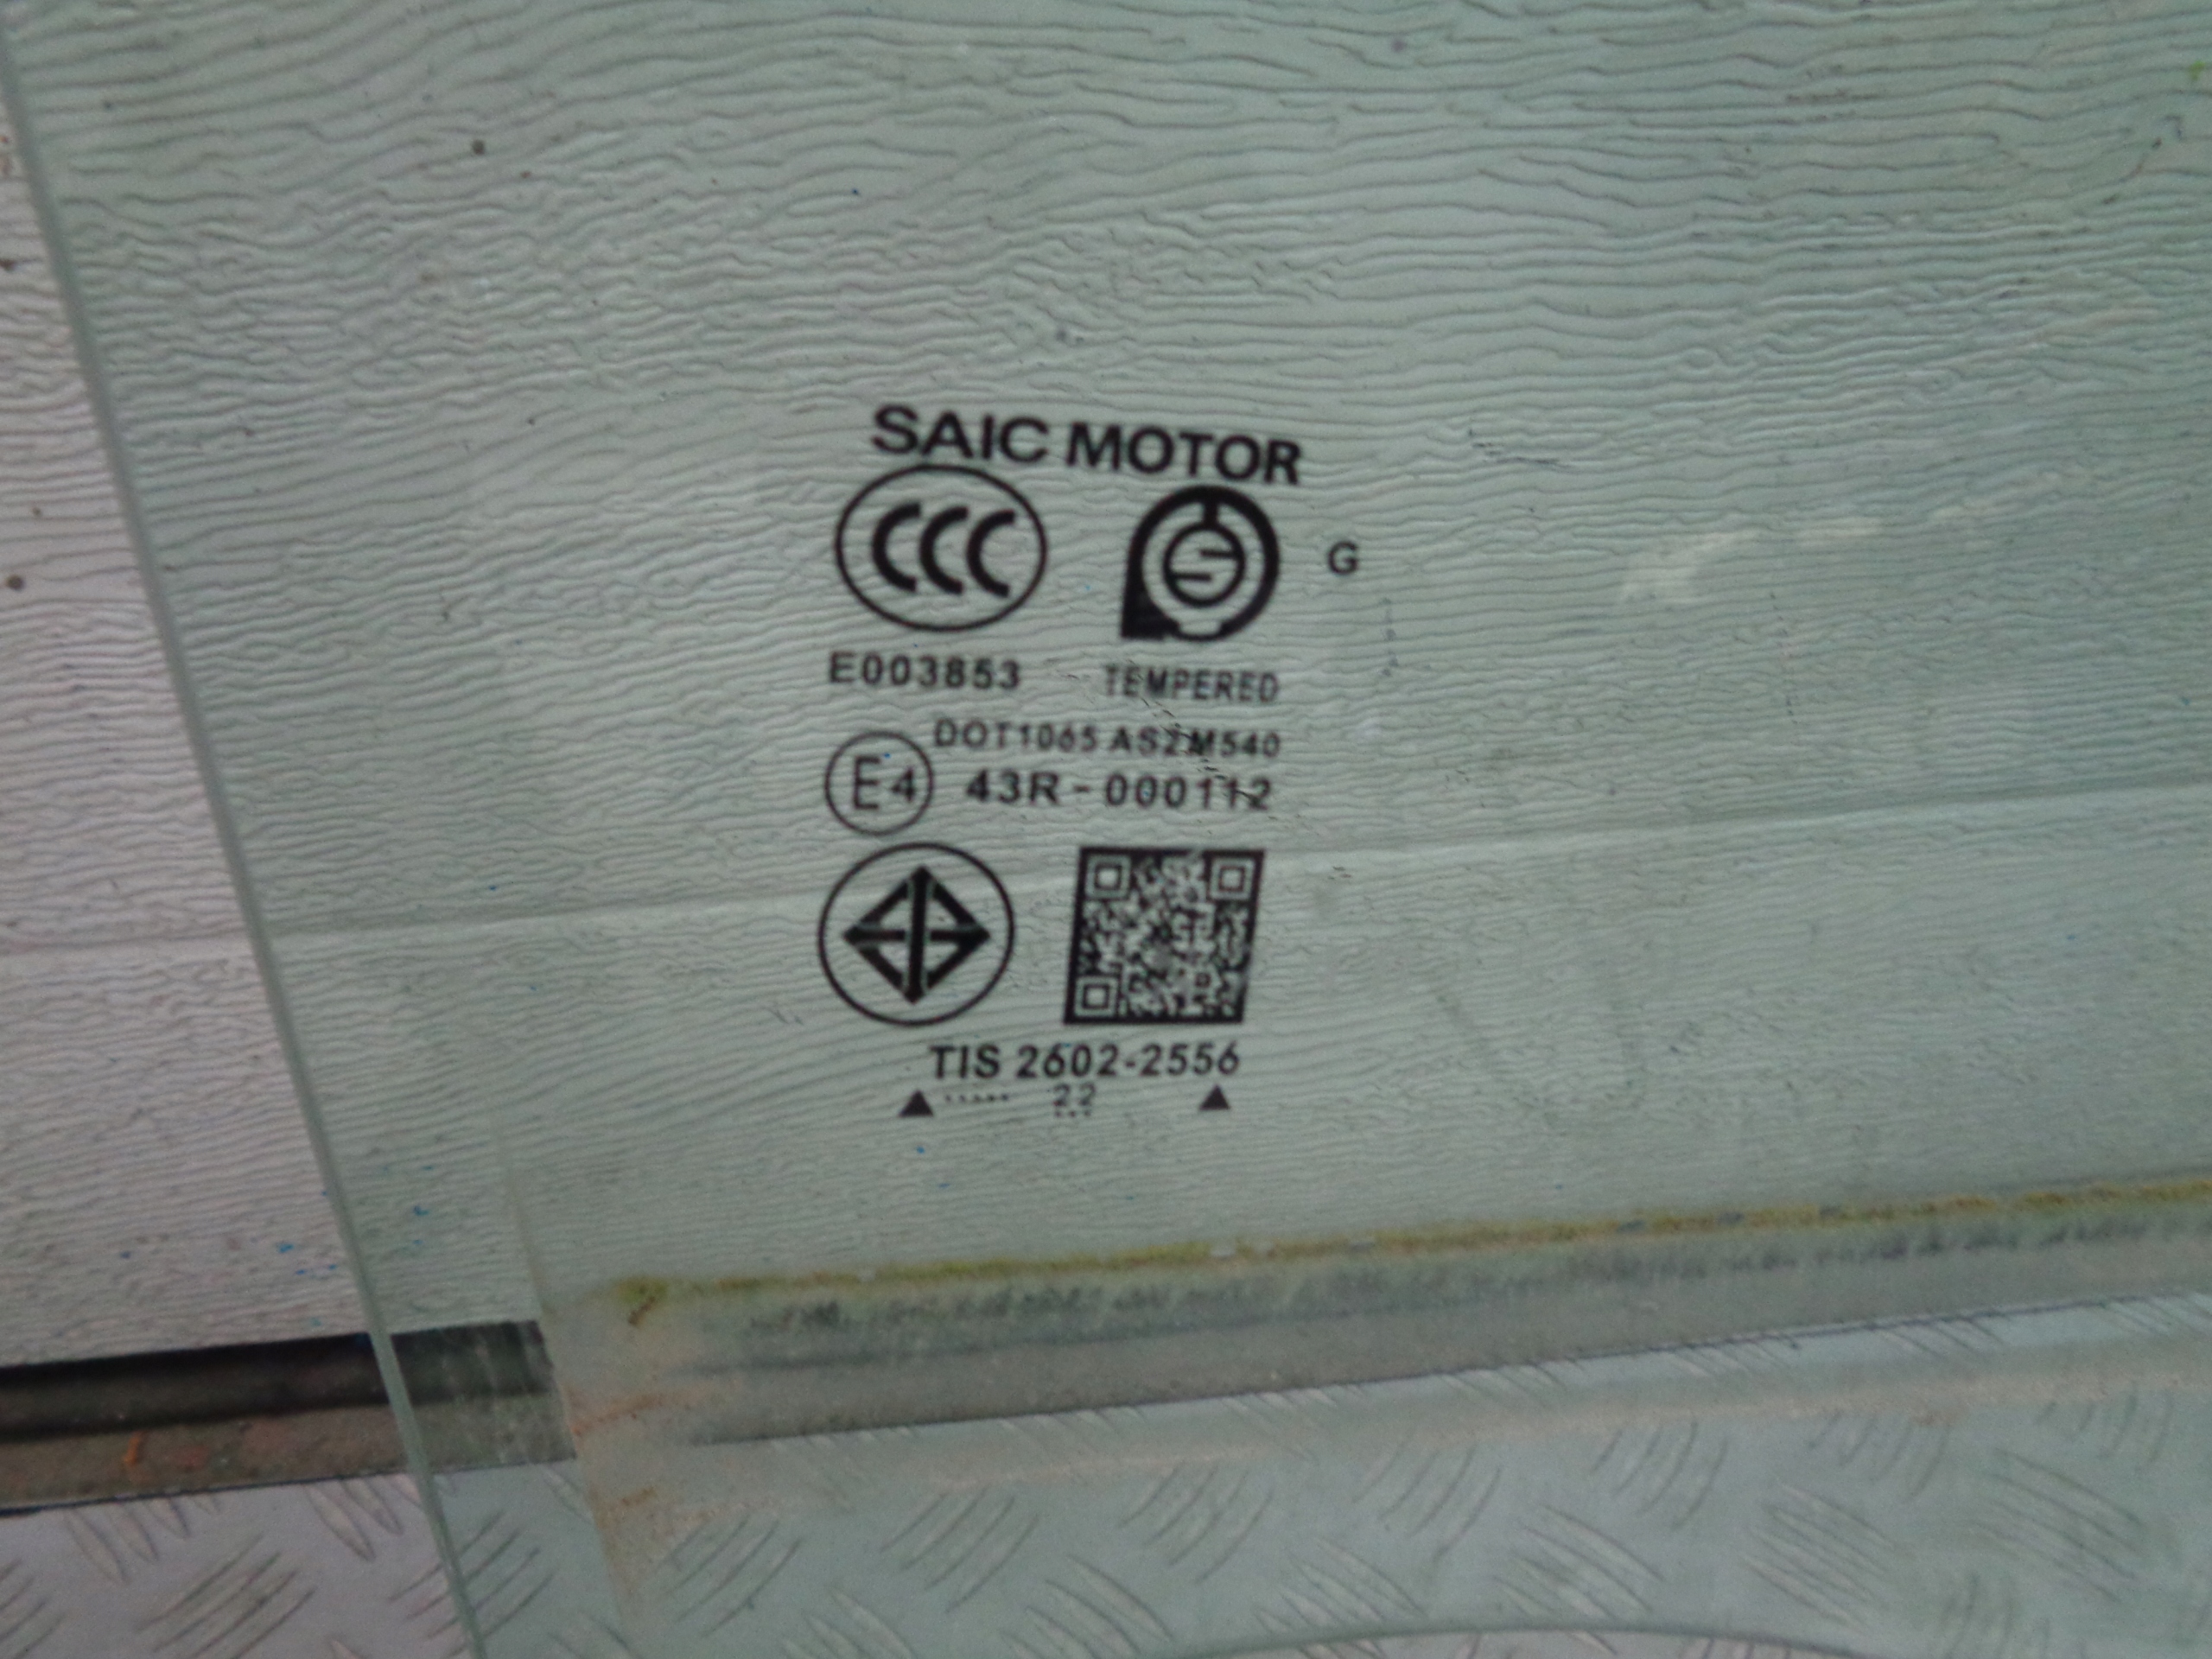 SAIC MOTOR
CCC
G
E003853 TEMPERED
DOT1065 AS2M540
E4 43R-000112
TIS 2602-2556
▲ ..... 22 ▲